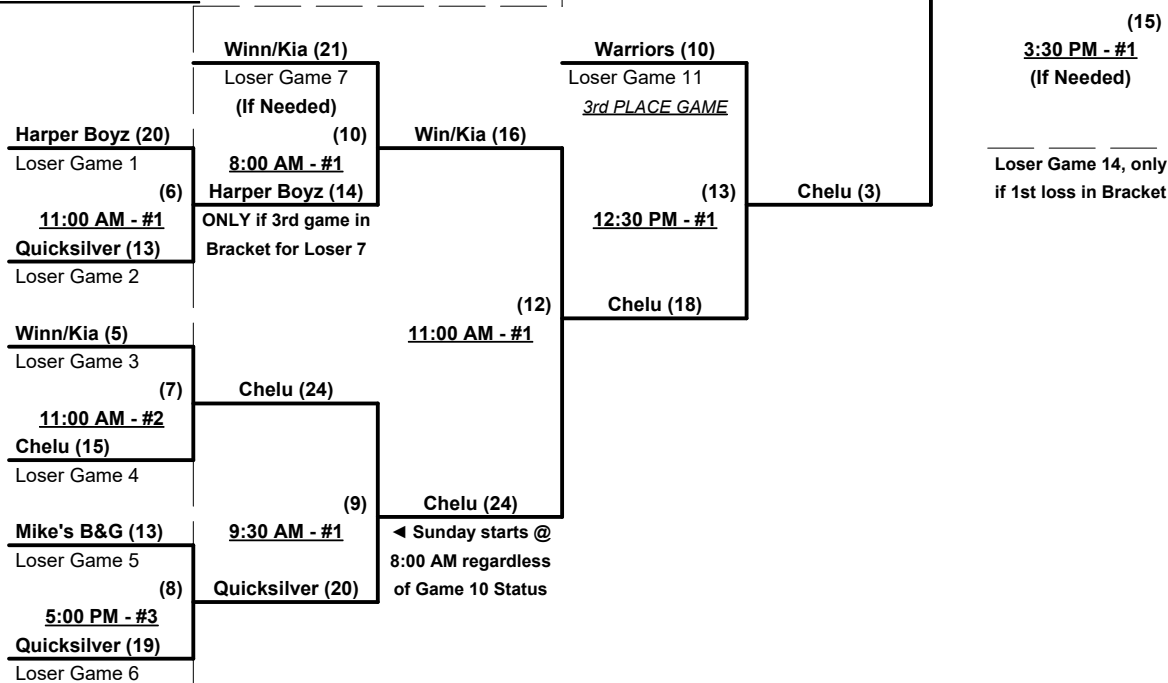 (15)
Winn/Kia (21)
Warriors (10)
3:30 PM - #1
Loser Game 7
Loser Game 11
(If Needed)
(If Needed)
3rd PLACE GAME
Harper Boyz (20)
(10)
Win/Kia (16)
Loser Game 1
8:00 AM - #1
Loser Game 14, only
if 1st loss in Bracket
(6)
Harper Boyz (14)
(13)
Chelu (3)
11:00 AM - #1
ONLY if 3rd game in
12:30 PM - #1
Quicksilver (13)
Bracket for Loser 7
Loser Game 2
(12)
Chelu (18)
Winn/Kia (5)
11:00 AM - #1
Loser Game 3
(7)
Chelu (24)
11:00 AM - #2
Chelu (15)
Loser Game 4
(9)
Chelu (24)
Mike's B&G (13)
9:30 AM - #1
◄ Sunday starts @
Loser Game 5
8:00 AM regardless
(8)
Quicksilver (20)
of Game 10 Status
5:00 PM - #3
Quicksilver (19)
Loser Game 6